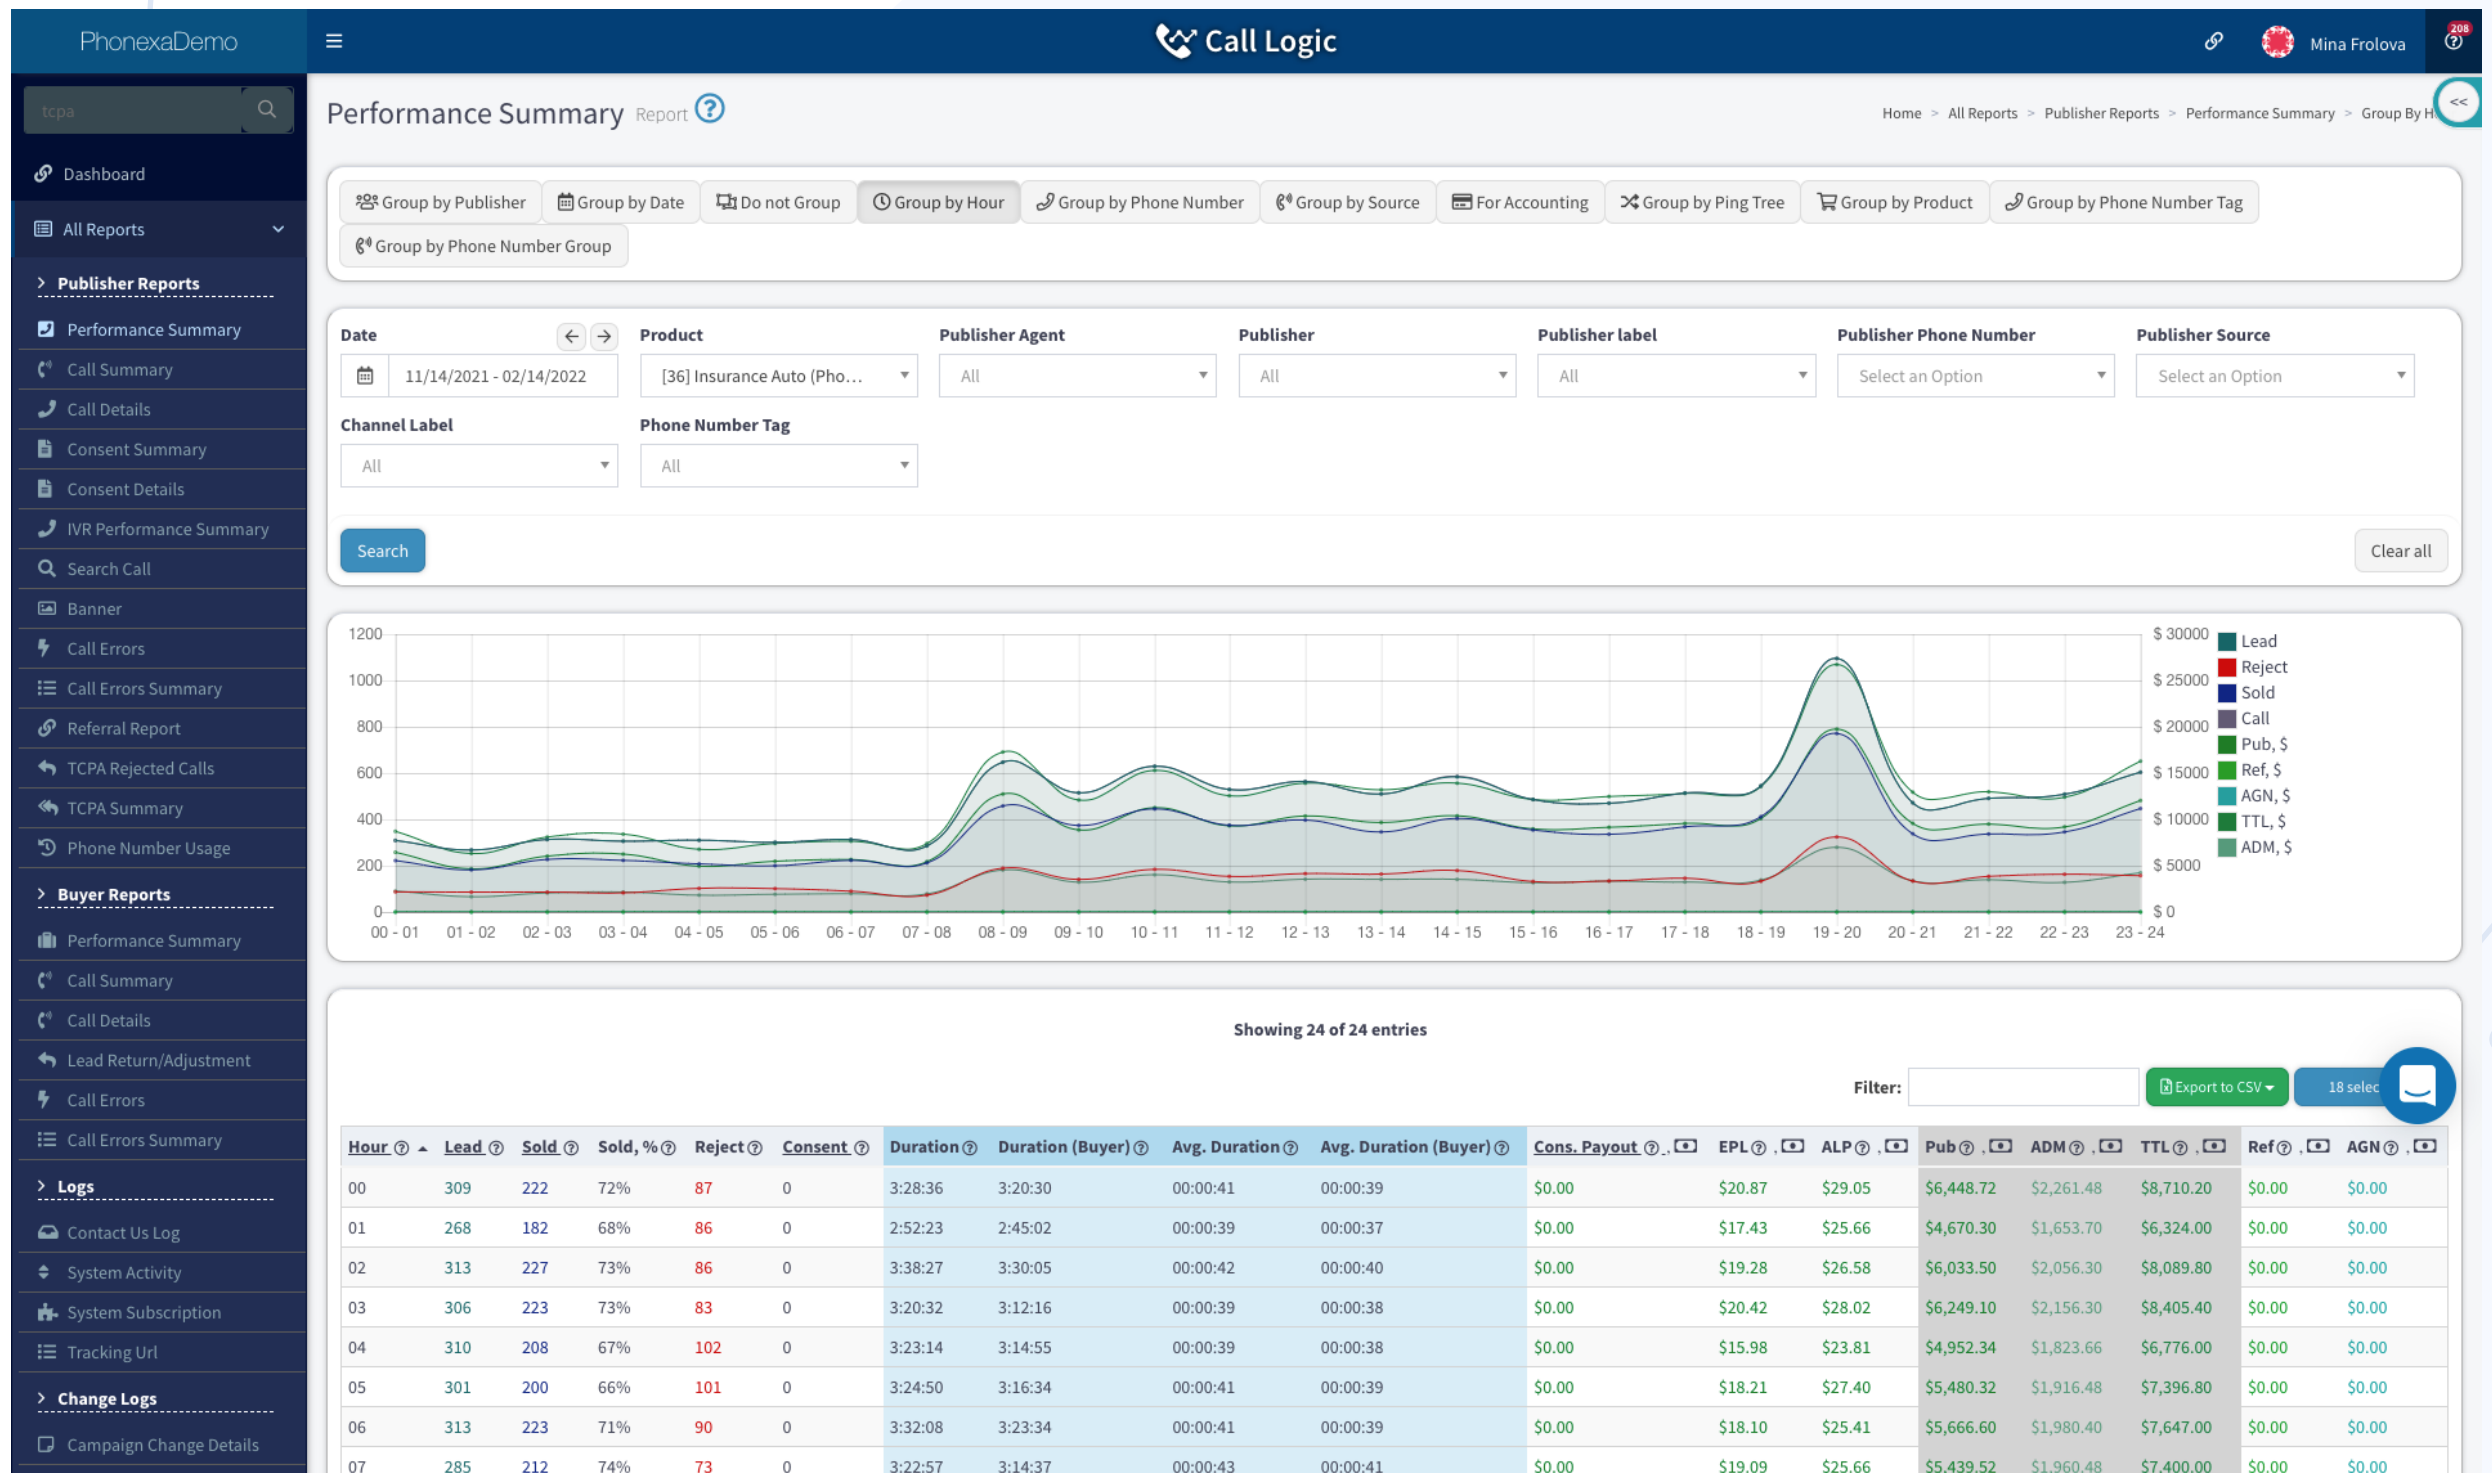 PhonexaDemo
Call Logic
Mina Frolova
208
tcpa
Dashboard
All Reports
Publisher Reports
Performance Summary
Call Summary
Call Details
Consent Summary
Consent Details
IVR Performance Summary
Search Call
Banner
Call Errors
Call Errors Summary
Referral Report
TCPA Rejected Calls
TCPA Summary
Phone Number Usage
Buyer Reports
Performance Summary
Call Summary
Call Details
Lead Return/Adjustment
Call Errors
Call Errors Summary
Logs
Contact Us Log
System Activity
System Subscription
Tracking Url
Change Logs
Campaign Change Details
Performance Summary Report
Home > All Reports > Publisher Reports > Performance Summary > Group By H
<<
Group by Publisher Group by Date Do not Group Group by Hour Group by Phone Number Group by Source For Accounting Group by Ping Tree Group by Product Group by Phone Number Tag
Group by Phone Number Group
Date Product Publisher Agent Publisher Publisher label Publisher Phone Number Publisher Source
11/14/2021 - 02/14/2022 [36] Insurance Auto (Pho... All All All Select an Option Select an Option
Channel Label Phone Number Tag
All All
Search Clear all
1200 $ 30000
1000 $ 25000
800 $ 20000
600 $ 15000
400 $ 10000
200 $ 5000
0 $ 0
00 - 01 01 - 02 02 - 03 03 - 04 04 - 05 05 - 06 06 - 07 07 - 08 08 - 09 09 - 10 10 - 11 11 - 12 12 - 13 13 - 14 14 - 15 15 - 16 16 - 17 17 - 18 18 - 19 19 - 20 20 - 21 21 - 22 22 - 23 23 - 24
Lead
Reject
Sold
Call
Pub, $
Ref, $
AGN, $
TTL, $
ADM, $
Showing 24 of 24 entries
Filter: Export to CSV 18 selec
Hour Lead Sold Sold, % Reject Consent Duration Duration (Buyer) Avg. Duration Avg. Duration (Buyer) Cons. Payout , EPL , ALP , Pub , ADM , TTL , Ref , AGN ,
00 309 222 72% 87 0 3:28:36 3:20:30 00:00:41 00:00:39 $0.00 $20.87 $29.05 $6,448.72 $2,261.48 $8,710.20 $0.00 $0.00
01 268 182 68% 86 0 2:52:23 2:45:02 00:00:39 00:00:37 $0.00 $17.43 $25.66 $4,670.30 $1,653.70 $6,324.00 $0.00 $0.00
02 313 227 73% 86 0 3:38:27 3:30:05 00:00:42 00:00:40 $0.00 $19.28 $26.58 $6,033.50 $2,056.30 $8,089.80 $0.00 $0.00
03 306 223 73% 83 0 3:20:32 3:12:16 00:00:39 00:00:38 $0.00 $20.42 $28.02 $6,249.10 $2,156.30 $8,405.40 $0.00 $0.00
04 310 208 67% 102 0 3:23:14 3:14:55 00:00:39 00:00:38 $0.00 $15.98 $23.81 $4,952.34 $1,823.66 $6,776.00 $0.00 $0.00
05 301 200 66% 101 0 3:24:50 3:16:34 00:00:41 00:00:39 $0.00 $18.21 $27.40 $5,480.32 $1,916.48 $7,396.80 $0.00 $0.00
06 313 223 71% 90 0 3:32:08 3:23:34 00:00:41 00:00:39 $0.00 $18.10 $25.41 $5,666.60 $1,980.40 $7,647.00 $0.00 $0.00
07 285 212 74% 73 0 3:22:57 3:14:37 00:00:43 00:00:41 $0.00 $19.09 $25.66 $5,439.52 $1,960.48 $7,400.00 $0.00 $0.00